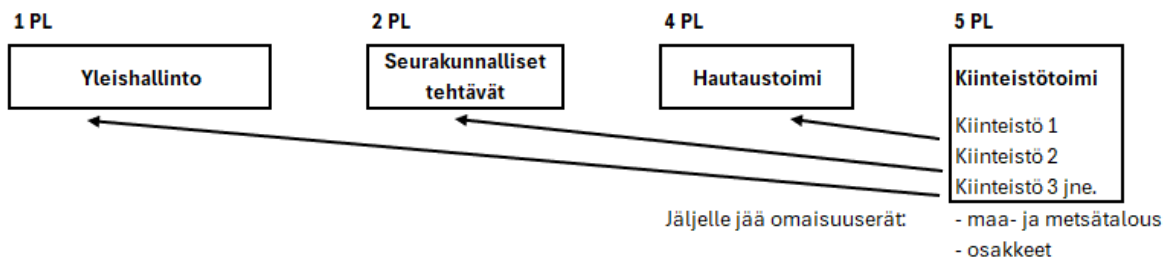 1 PL
2 PL
4 PL
5 PL
Yleishallinto
Seurakunnalliset
tehtävät
Hautaustoimi
Kiinteistötoimi
Kiinteistö 1
Kiinteistö 2
Kiinteistö 3 jne.
Jäljelle jää omaisuuserät:
- maa- ja metsätalous
- osakkeet